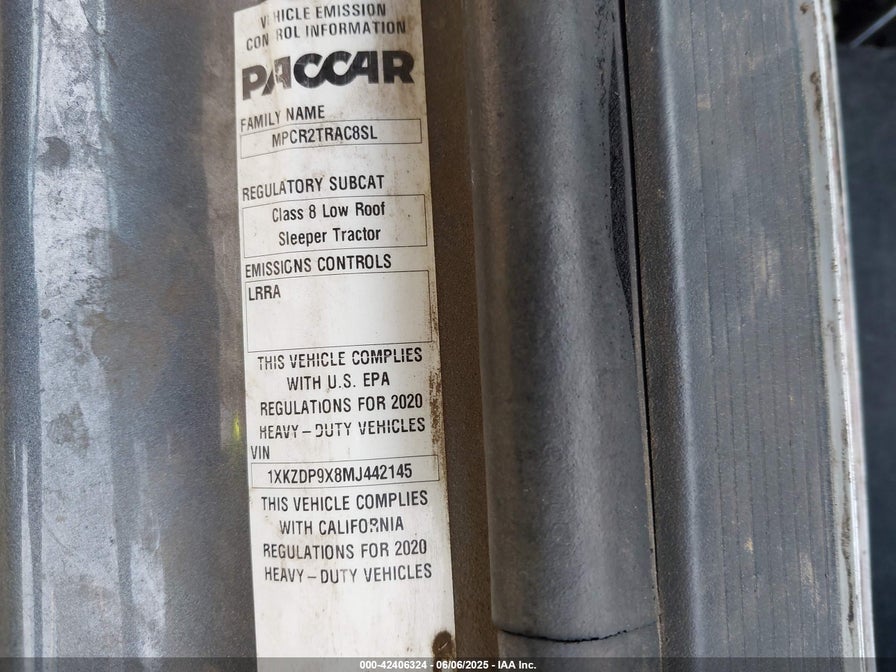 VEHICLE EMISSION
CONTROL INFORMATION
PACCAR
FAMILY NAME
MPCR2TRAC8SL
REGULATORY SUBCAT
Class 8 Low Roof
Sleeper Tractor
EMISSIONS CONTROLS
LRRA
THIS VEHICLE COMPLIES
WITH U.S. EPA
REGULATIONS FOR 2020
HEAVY-DUTY VEHICLES
VIN
1XKZDP9X8MJ442145
THIS VEHICLE COMPLIES
WITH CALIFORNIA
REGULATIONS FOR 2020
HEAVY-DUTY VEHICLES
000-42406324 - 06/06/2025 - IAA Inc.